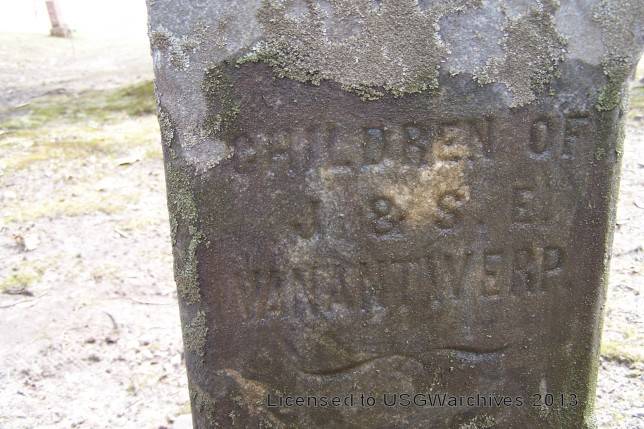 CHILDREN OF
J. & S. E.
VANANTWERP.
Licensed to USGWarchives 2013